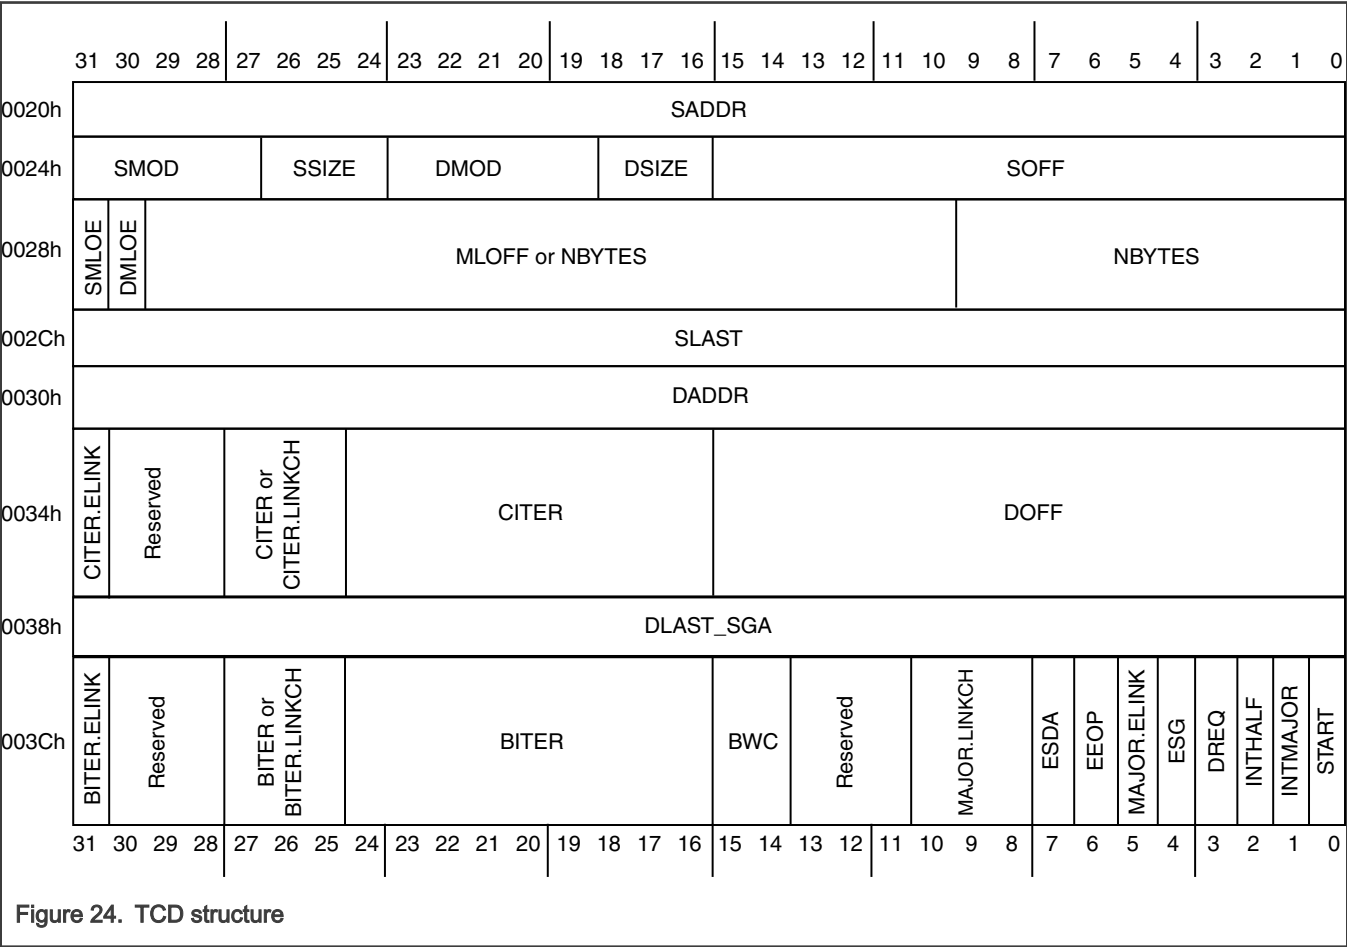 31 30 29 28 27 26 25 24 23 22 21 20 19 18 17 16 15 14 13 12 11 10 9 8 7 6 5 4 3 2 1 0
0020h SADDR
0024h SMOD SSIZE DMOD DSIZE SOFF
0028h SMLOE DMLOE MLOFF or NBYTES NBYTES
002Ch SLAST
0030h DADDR
0034h CITER.ELINK Reserved CITER or
CITER.LINKCH CITER DOFF
0038h DLAST_SGA
003Ch BITER.ELINK Reserved BITER or
BITER.LINKCH BITER BWC Reserved MAJOR.LINKCH ESDA EEOP MAJOR.ELINK ESG DREQ INTHALF INTMAJOR START
31 30 29 28 27 26 25 24 23 22 21 20 19 18 17 16 15 14 13 12 11 10 9 8 7 6 5 4 3 2 1 0
Figure 24. TCD structure